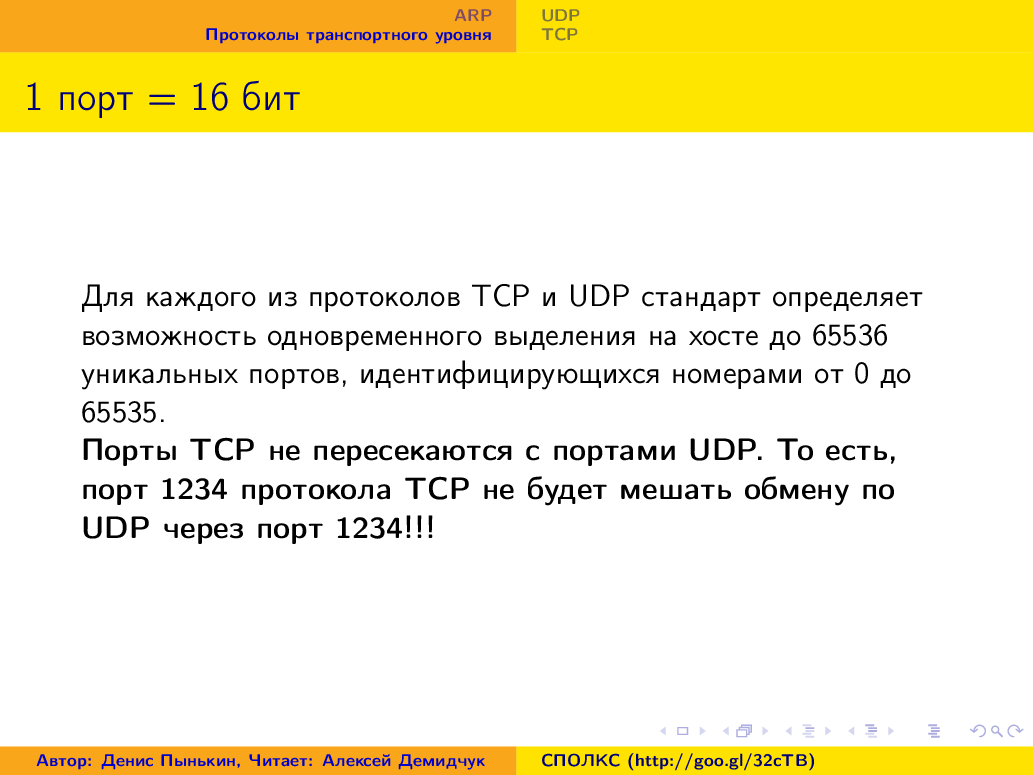 ARP
Протоколы транспортного уровня
UDP
TCP
1 порт = 16 бит
Для каждого из протоколов TCP и UDP стандарт определяет
возможность одновременного выделения на хосте до 65536
уникальных портов, идентифицирующихся номерами от 0 до
65535.
Порты TCP не пересекаются с портами UDP. То есть,
порт 1234 протокола TCP не будет мешать обмену по
UDP через порт 1234!!!
Автор: Денис Пынькин, Читает: Алексей Демидчук
СПОЛКС (http://goo.gl/32cTB)